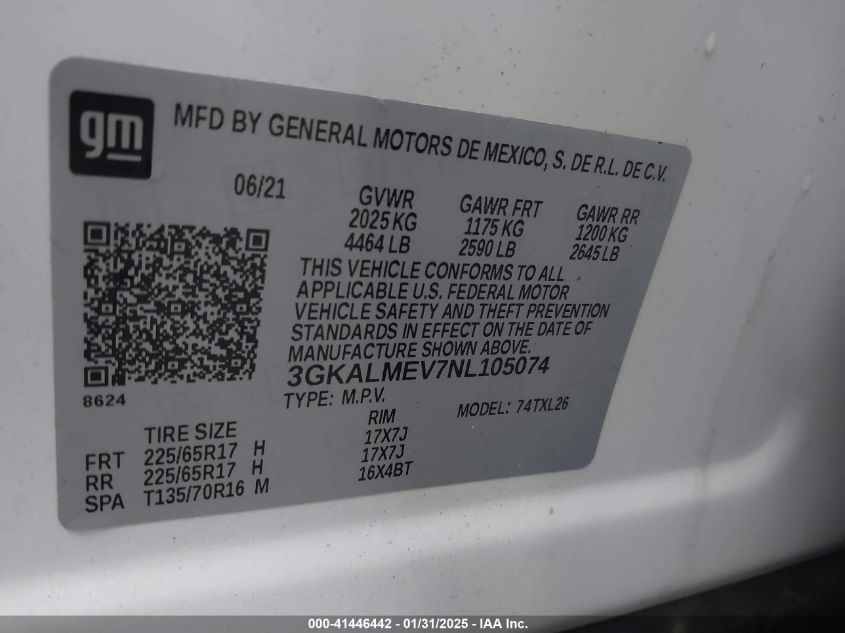 gm
MFD BY GENERAL MOTORS DE MEXICO, S. DE R.L. DE C.V.
06/21
GVWR GAWR FRT GAWR RR
2025 KG 1175 KG 1200 KG
4464 LB 2590 LB 2645 LB
THIS VEHICLE CONFORMS TO ALL
APPLICABLE U.S. FEDERAL MOTOR
VEHICLE SAFETY AND THEFT PREVENTION
STANDARDS IN EFFECT ON THE DATE OF
MANUFACTURE SHOWN ABOVE.
3GKALMEV7NL105074
8624
TYPE: M.P.V. MODEL: 74TXL26
TIRE SIZE RIM
FRT 225/65R17 H 17X7J
RR 225/65R17 H 17X7J
SPA T135/70R16 M 16X4BT
000-41446442 - 01/31/2025 - IAA Inc.